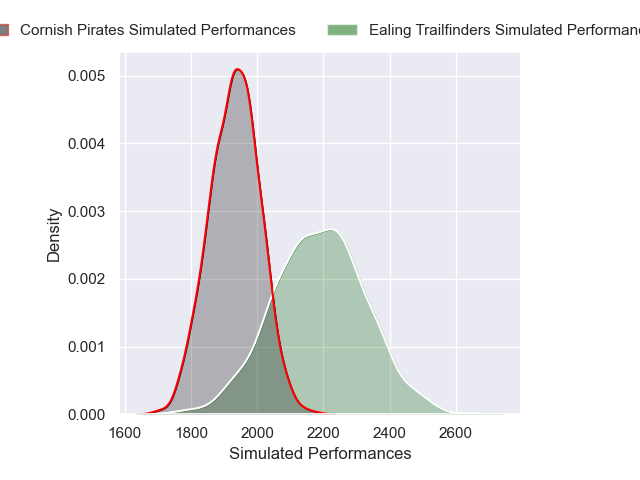 Cornish Pirates Simulated Performances Ealing Trailfinders Simulated
0.005
0.004
0.003
0.002
0.001
0.000
Density
1600 1800 2000 2200 2400 2600
Simulated Performances